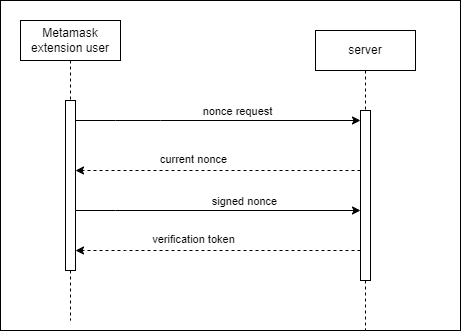 Metamask
extension user
server
nonce request
current nonce
signed nonce
verification token